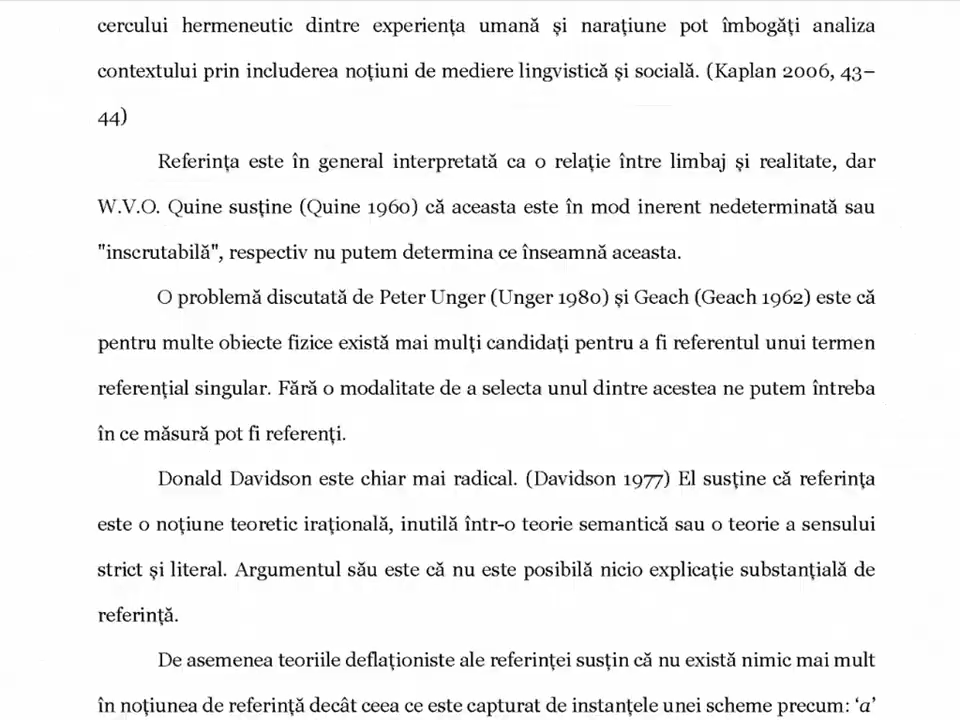 cercului hermeneutic dintre experiența umană și narațiune pot îmbogăți analiza
contextului prin includerea noțiuni de mediere lingvistică și socială. (Kaplan 2006, 43–
44)
Referința este în general interpretată ca o relație între limbaj și realitate, dar
W.V.O. Quine susține (Quine 1960) că aceasta este în mod inerent nedeterminată sau
"inscrutabilă", respectiv nu putem determina ce înseamnă aceasta.
O problemă discutată de Peter Unger (Unger 1980) și Geach (Geach 1962) este că
pentru multe obiecte fizice există mai mulți candidați pentru a fi referentul unui termen
referențial singular. Fără o modalitate de a selecta unul dintre acestea ne putem întreba
în ce măsură pot fi referenți.
Donald Davidson este chiar mai radical. (Davidson 1977) El susține că referința
este o noțiune teoretic irațională, inutilă într-o teorie semantică sau o teorie a sensului
strict și literal. Argumentul său este că nu este posibilă nicio explicație substanțială de
referință.
De asemenea teoriile deflaționiste ale referinței susțin că nu există nimic mai mult
în noțiunea de referință decât ceea ce este capturat de instanțele unei scheme precum: ‘a’